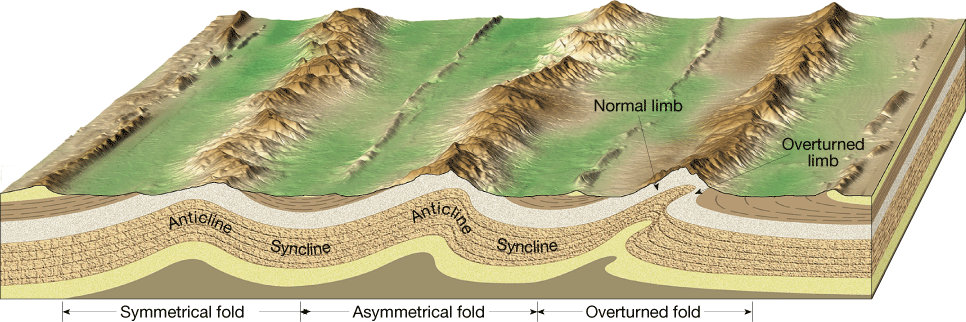 Normal limb
Overturned
limb
Anticline
Syncline
Anticline
Syncline
Symmetrical fold
Asymmetrical fold
Overturned fold